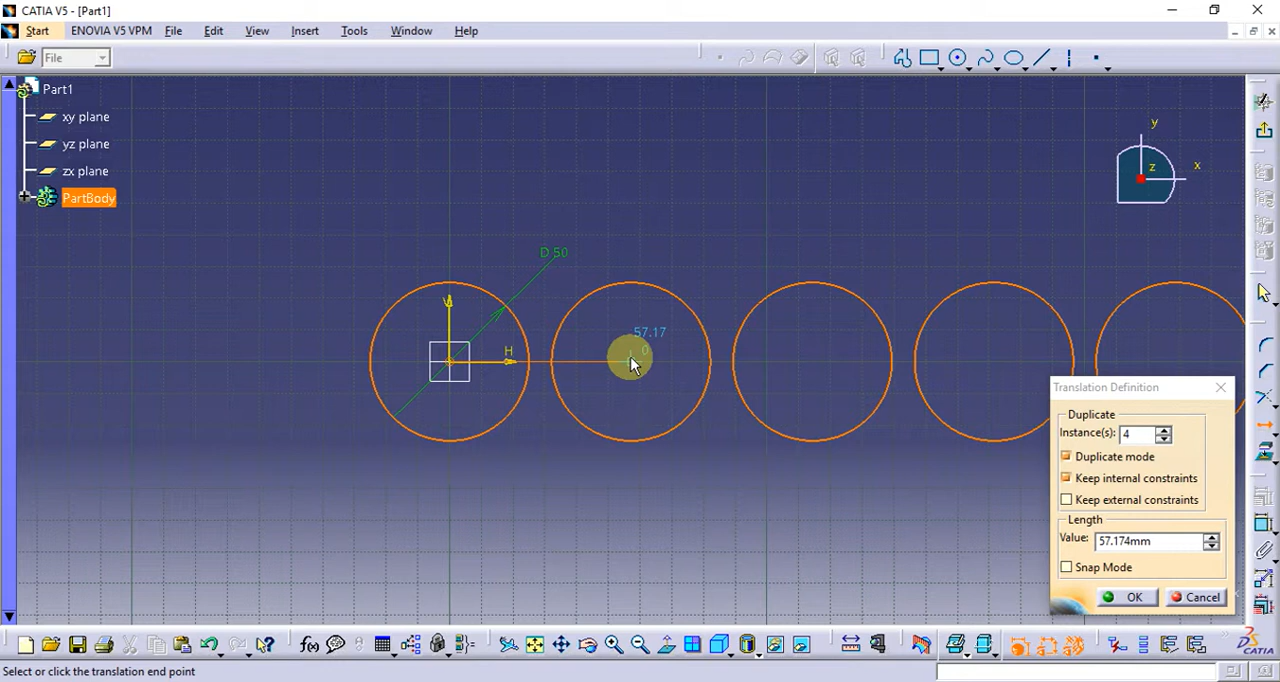 CATIA V5 - [Part1]
Start ENOVIA V5 VPM File Edit View Insert Tools Window Help
File
Part1
xy plane
yz plane
zx plane
PartBody
y
x
z
D 50
V
H
57.17
0
Translation Definition
Duplicate
Instance(s): 4
Duplicate mode
Keep internal constraints
Keep external constraints
Length
Value: 57.174mm
Snap Mode
OK Cancel
f(x)
CATIA
Select or click the translation end point